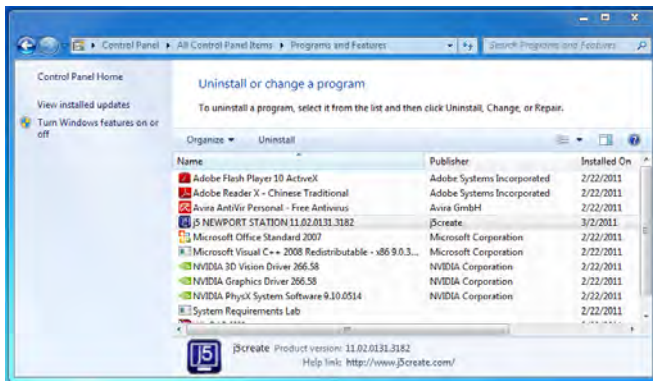 Control Panel ▸ All Control Panel Items ▸ Programs and Features
Search Programs and Features
Control Panel Home
View installed updates
Turn Windows features on or
off
Uninstall or change a program
To uninstall a program, select it from the list and then click Uninstall, Change, or Repair.
Organize Uninstall
Name Publisher Installed On
Adobe Flash Player 10 ActiveX Adobe Systems Incorporated 2/22/2011
Adobe Reader X - Chinese Traditional Adobe Systems Incorporated 2/22/2011
Avira AntiVir Personal - Free Antivirus Avira GmbH 2/22/2011
j5 NEWPORT STATION 11.02.0131.3182 j5create 3/2/2011
Microsoft Office Standard 2007 Microsoft Corporation 2/22/2011
Microsoft Visual C++ 2008 Redistributable - x86 9.0.3... Microsoft Corporation 2/22/2011
NVIDIA 3D Vision Driver 266.58 NVIDIA Corporation 2/22/2011
NVIDIA Graphics Driver 266.58 NVIDIA Corporation 2/22/2011
NVIDIA PhysX System Software 9.10.0514 NVIDIA Corporation 2/22/2011
System Requirements Lab 2/22/2011
j5 j5create Product version: 11.02.0131.3182
Help link: http://www.j5create.com/